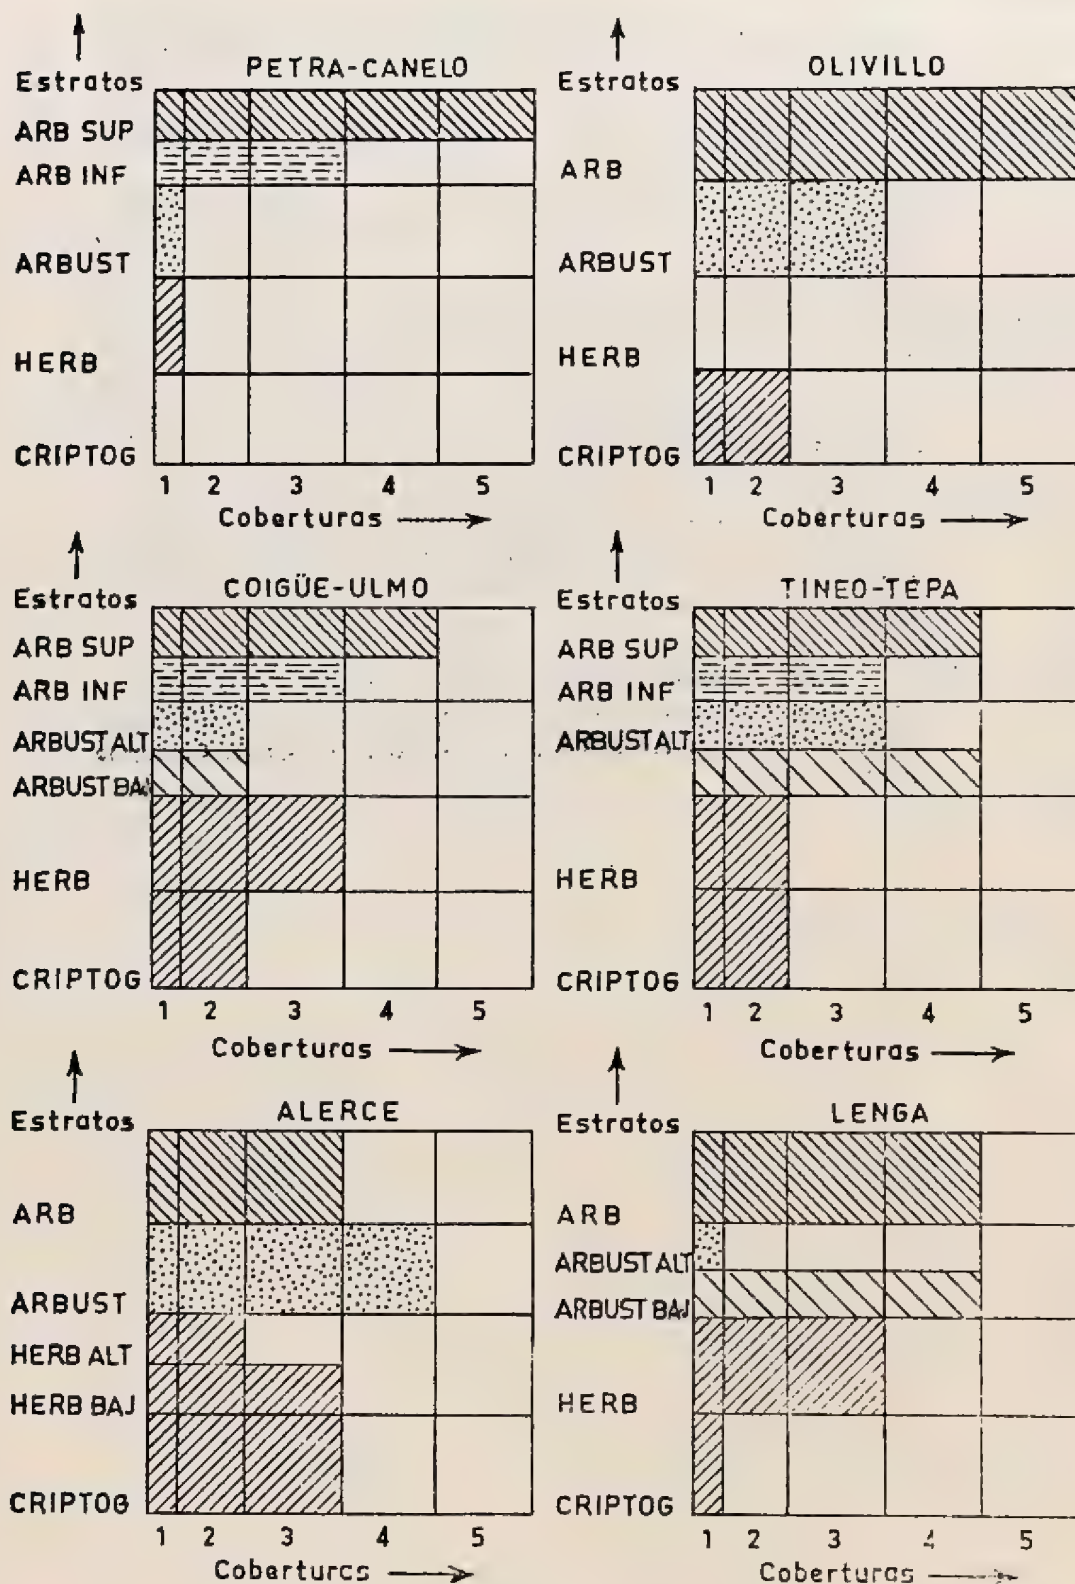 PETRA-CANELO
Estratos
ARB SUP
ARB INF
ARBUST
HERB
CRIPTOG
1 2 3 4 5
Coberturas
OLIVILLO
Estratos
ARB
ARBUST
HERB
CRIPTOG
1 2 3 4 5
Coberturas
COIGÜE-ULMO
Estratos
ARB SUP
ARB INF
ARBUST ALT
ARBUST BAJ
HERB
CRIPTOG
1 2 3 4 5
Coberturas
TINEO-TEPA
Estratos
ARB SUP
ARB INF
ARBUST ALT
HERB
CRIPTOG
1 2 3 4 5
Coberturas
ALERCE
Estratos
ARB
ARBUST
HERB ALT
HERB BAJ
CRIPTOG
1 2 3 4 5
Coberturas
LENGA
Estratos
ARB
ARBUST ALT
ARBUST BAJ
HERB
CRIPTOG
1 2 3 4 5
Coberturas